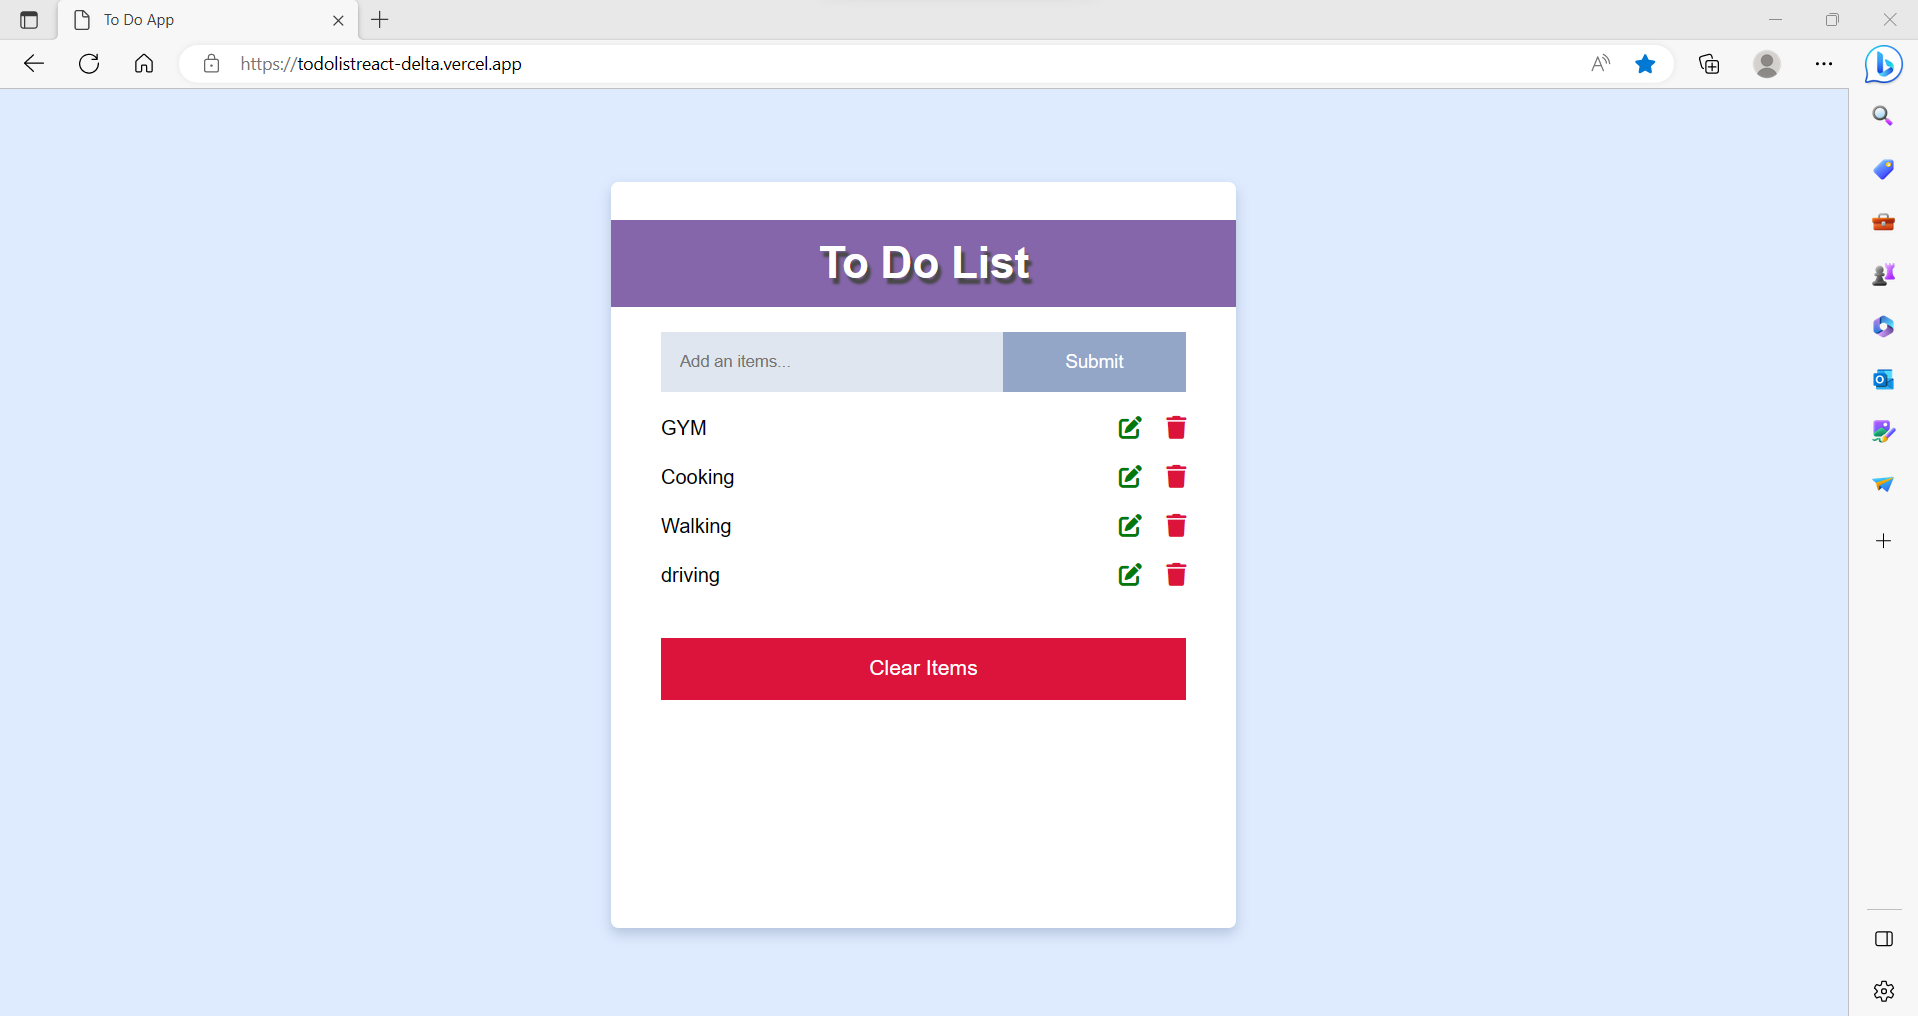 To Do App
https://todolistreact-delta.vercel.app
To Do List
Add an items...
Submit
GYM
Cooking
Walking
driving
Clear Items